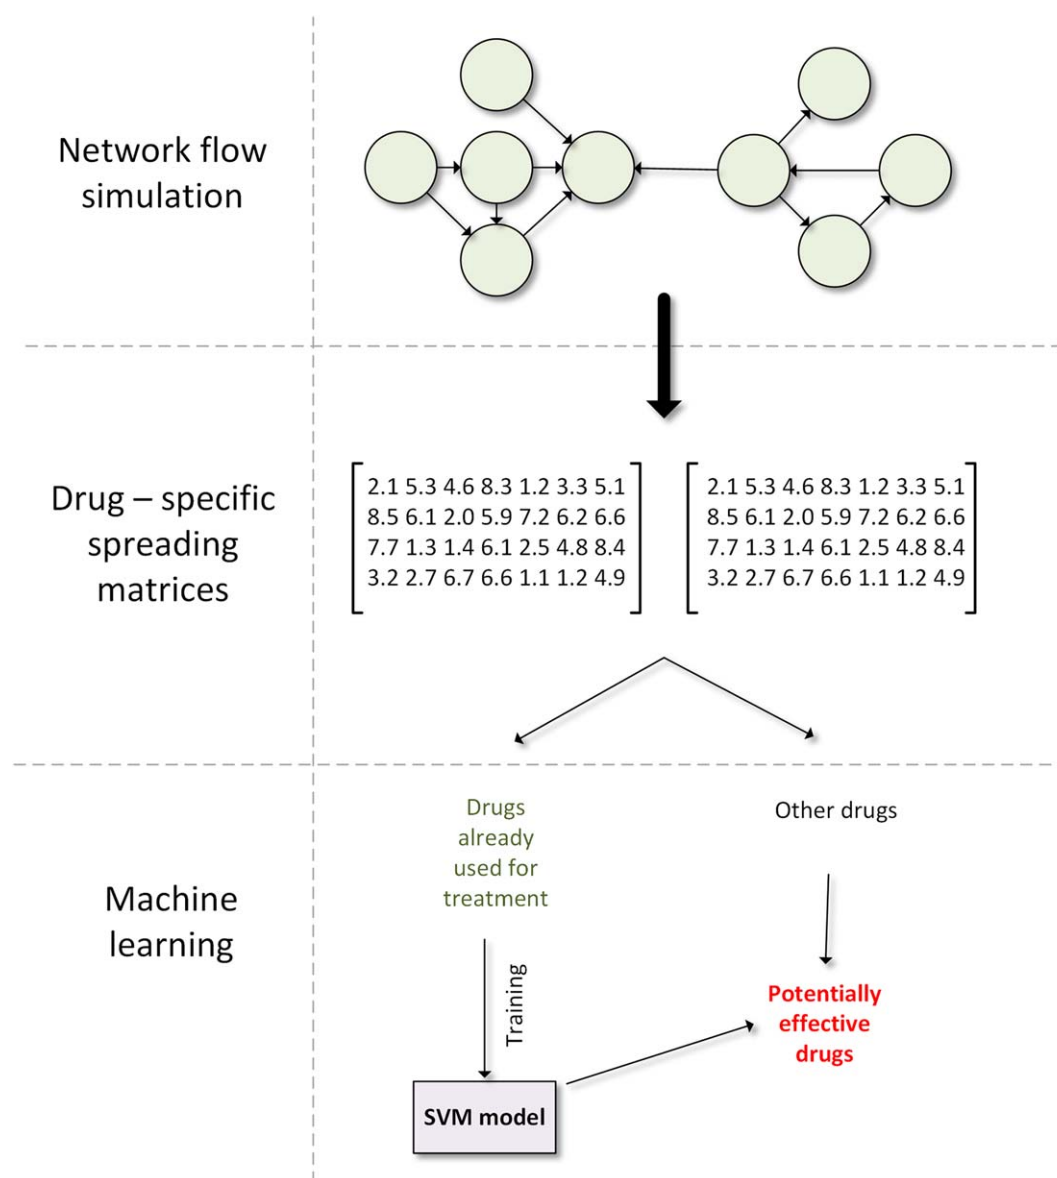 Network flow
simulation
Drug – specific
spreading
matrices
2.1 5.3 4.6 8.3 1.2 3.3 5.1
8.5 6.1 2.0 5.9 7.2 6.2 6.6
7.7 1.3 1.4 6.1 2.5 4.8 8.4
3.2 2.7 6.7 6.6 1.1 1.2 4.9
2.1 5.3 4.6 8.3 1.2 3.3 5.1
8.5 6.1 2.0 5.9 7.2 6.2 6.6
7.7 1.3 1.4 6.1 2.5 4.8 8.4
3.2 2.7 6.7 6.6 1.1 1.2 4.9
Machine
learning
Drugs
already
used for
treatment
Other drugs
Training
Potentially
effective
drugs
SVM model